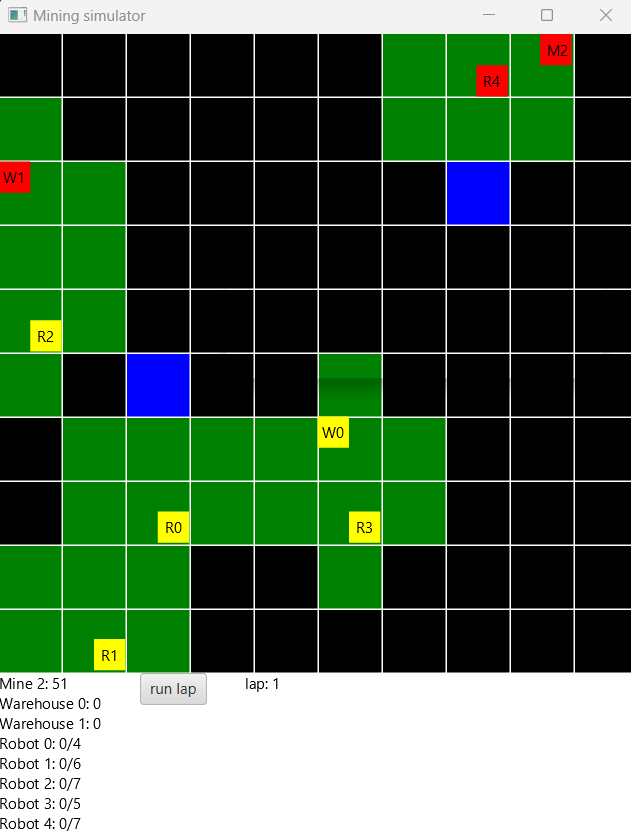 Mining simulator
M2
R4
W1
R2
W0
R0 R3
R1
Mine 2: 51 run lap lap: 1
Warehouse 0: 0
Warehouse 1: 0
Robot 0: 0/4
Robot 1: 0/6
Robot 2: 0/7
Robot 3: 0/5
Robot 4: 0/7